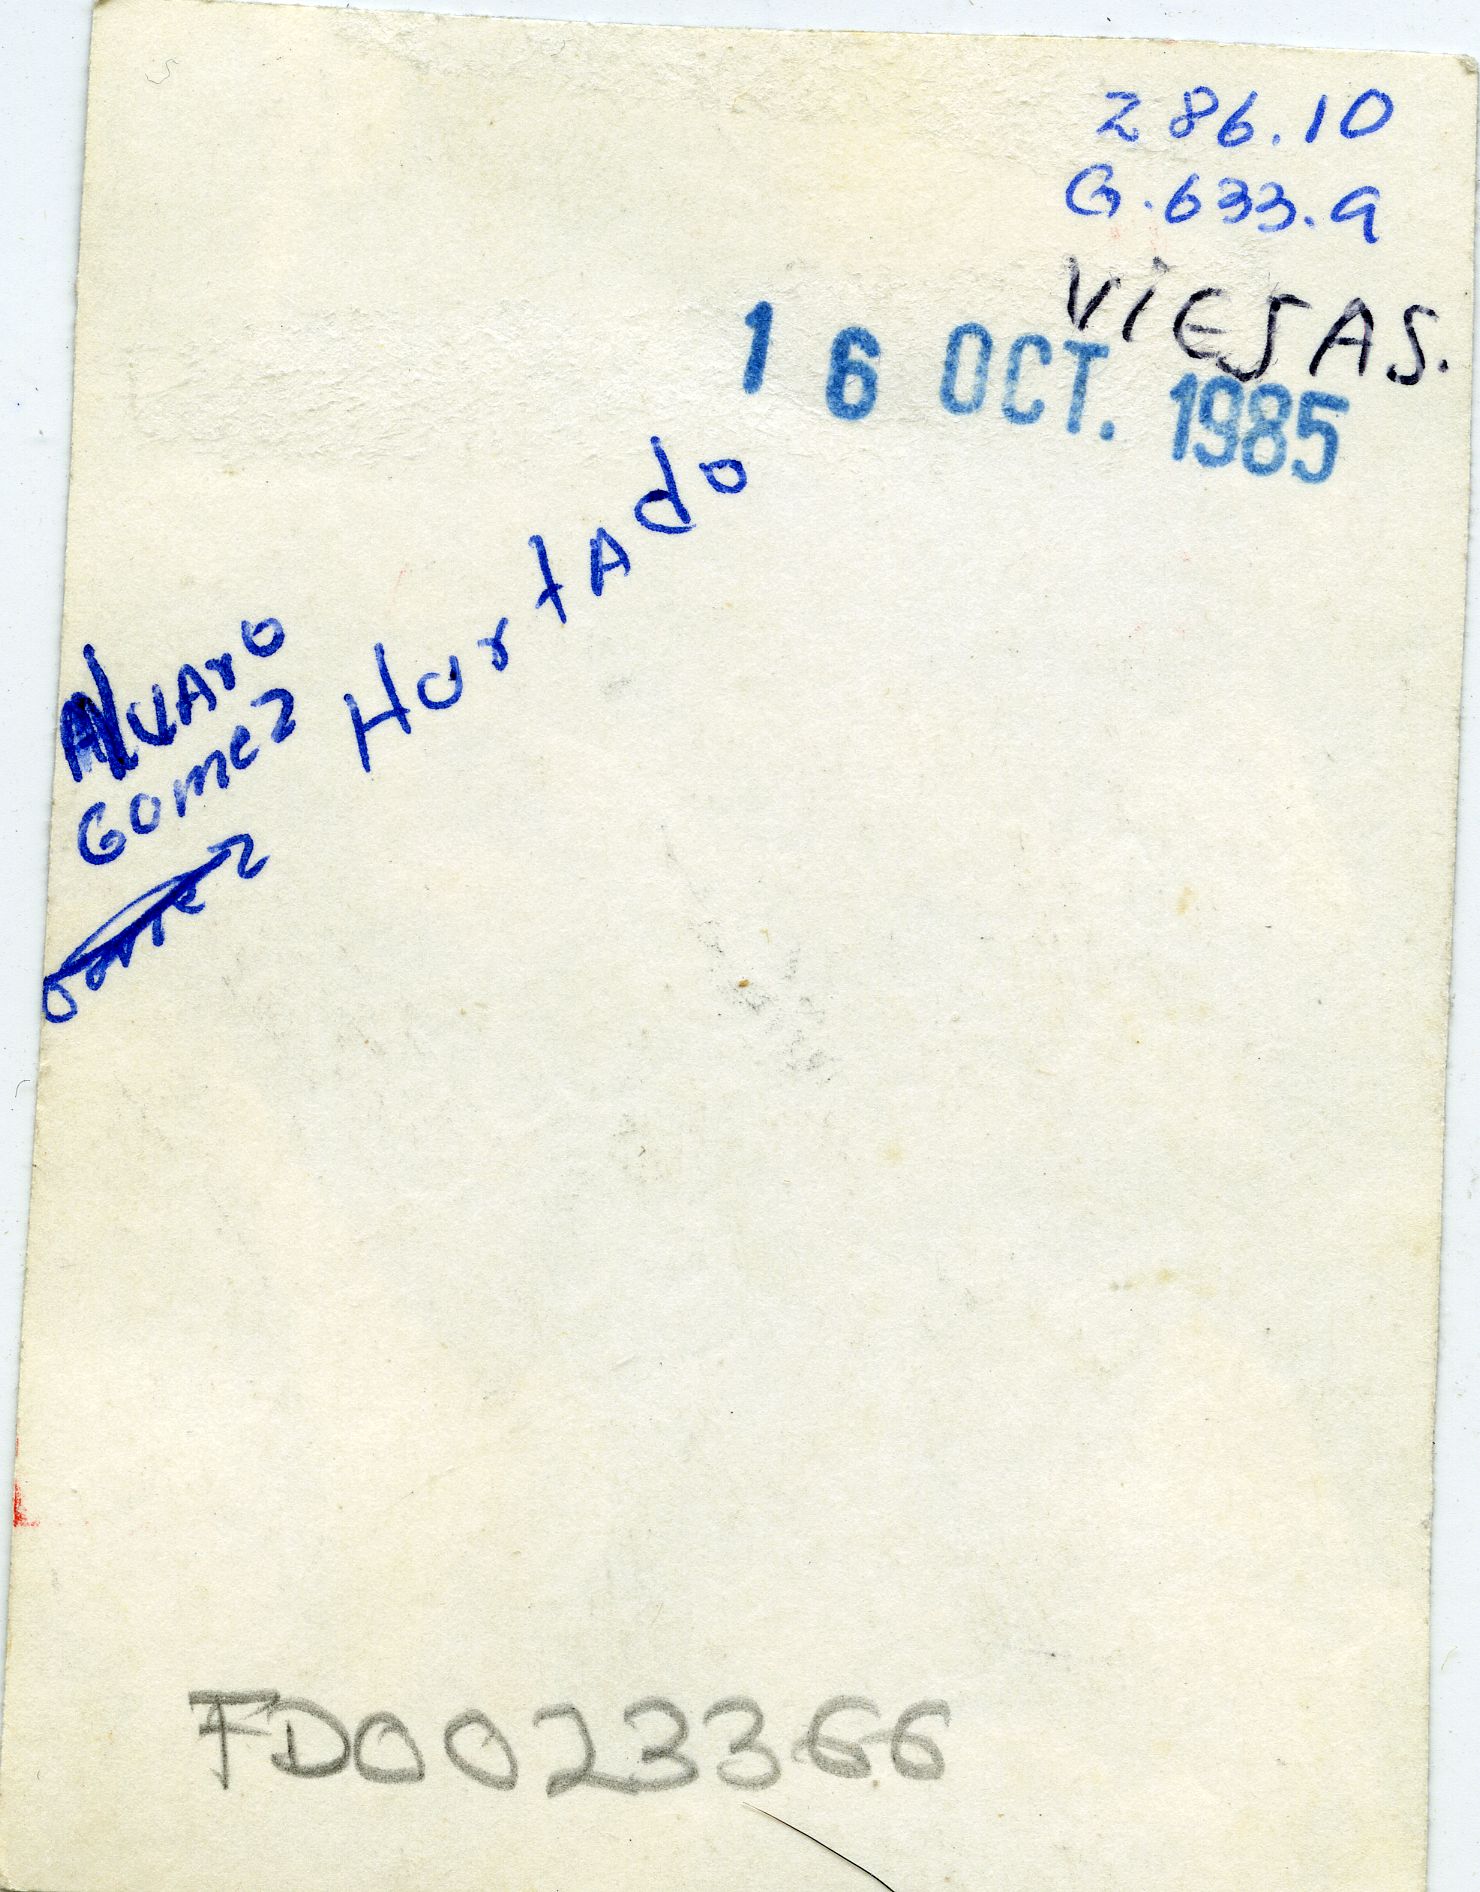 286.10
G.633.9
VIEJAS.
16 OCT. 1985
Hurtado
Alvaro
Gomez
FD0023366